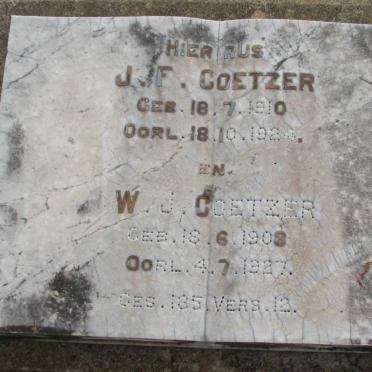 HIER RUS
J. F. COETZER
GEB. 18.7.1910
OORL. 18.10.1924.
EN
W. J. COETZER
GEB. 18.6.1908
OORL. 4.7.1927.
GES. 185. VERS. 12.